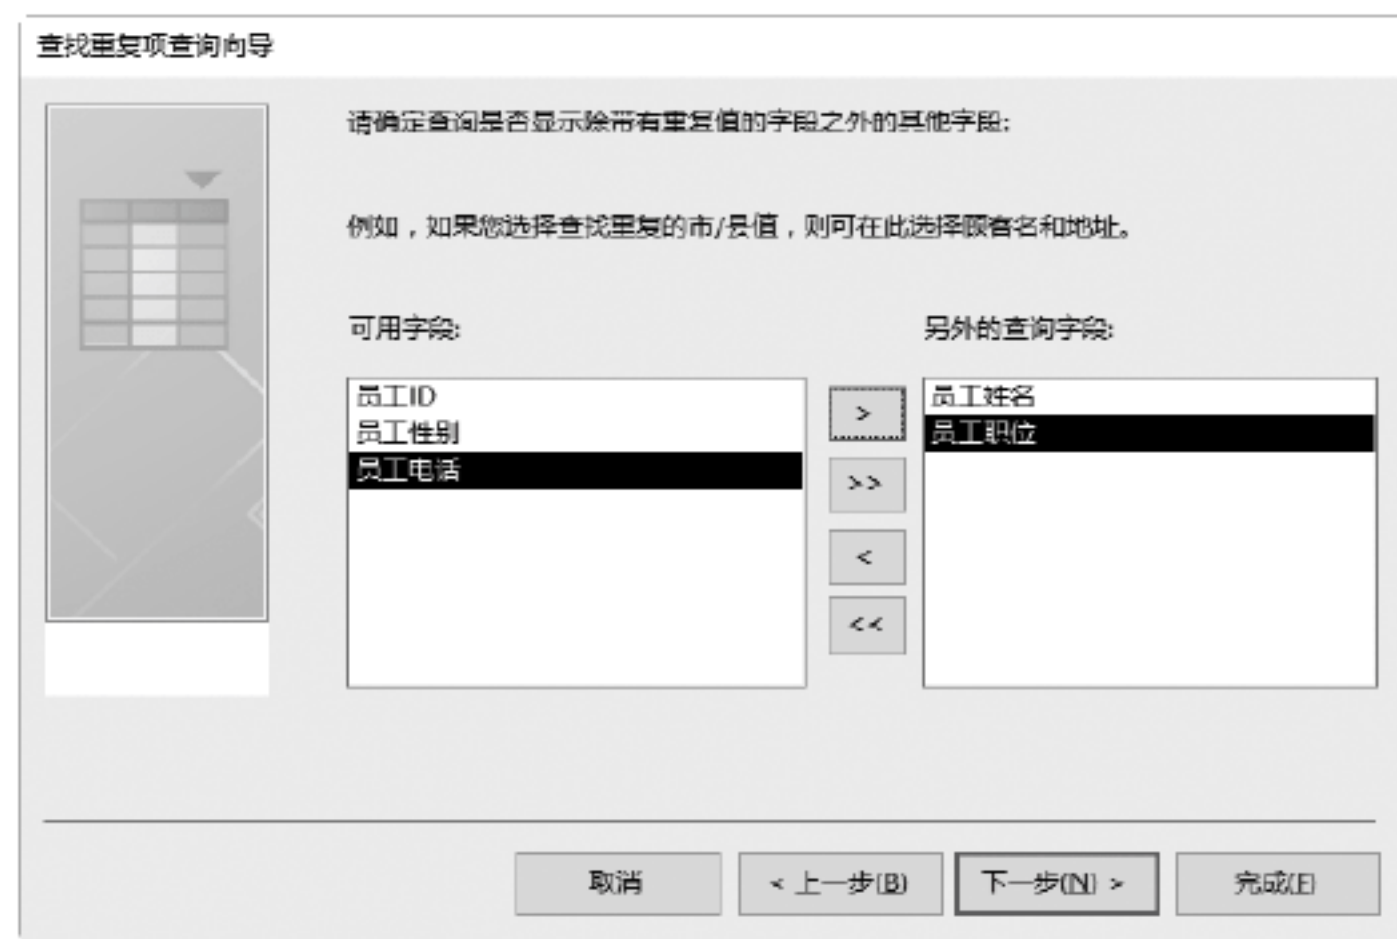 查找重复项查询向导
请确定查询是否显示除带有重复值的字段之外的其他字段:
例如，如果您选择查找重复的市/县值，则可在此选择顾客名和地址。
可用字段:
另外的查询字段:
员工ID
员工性别
员工电话
>
>>
<
<<
员工姓名
员工职位
取消
< 上一步(B)
下一步(N) >
完成(F)